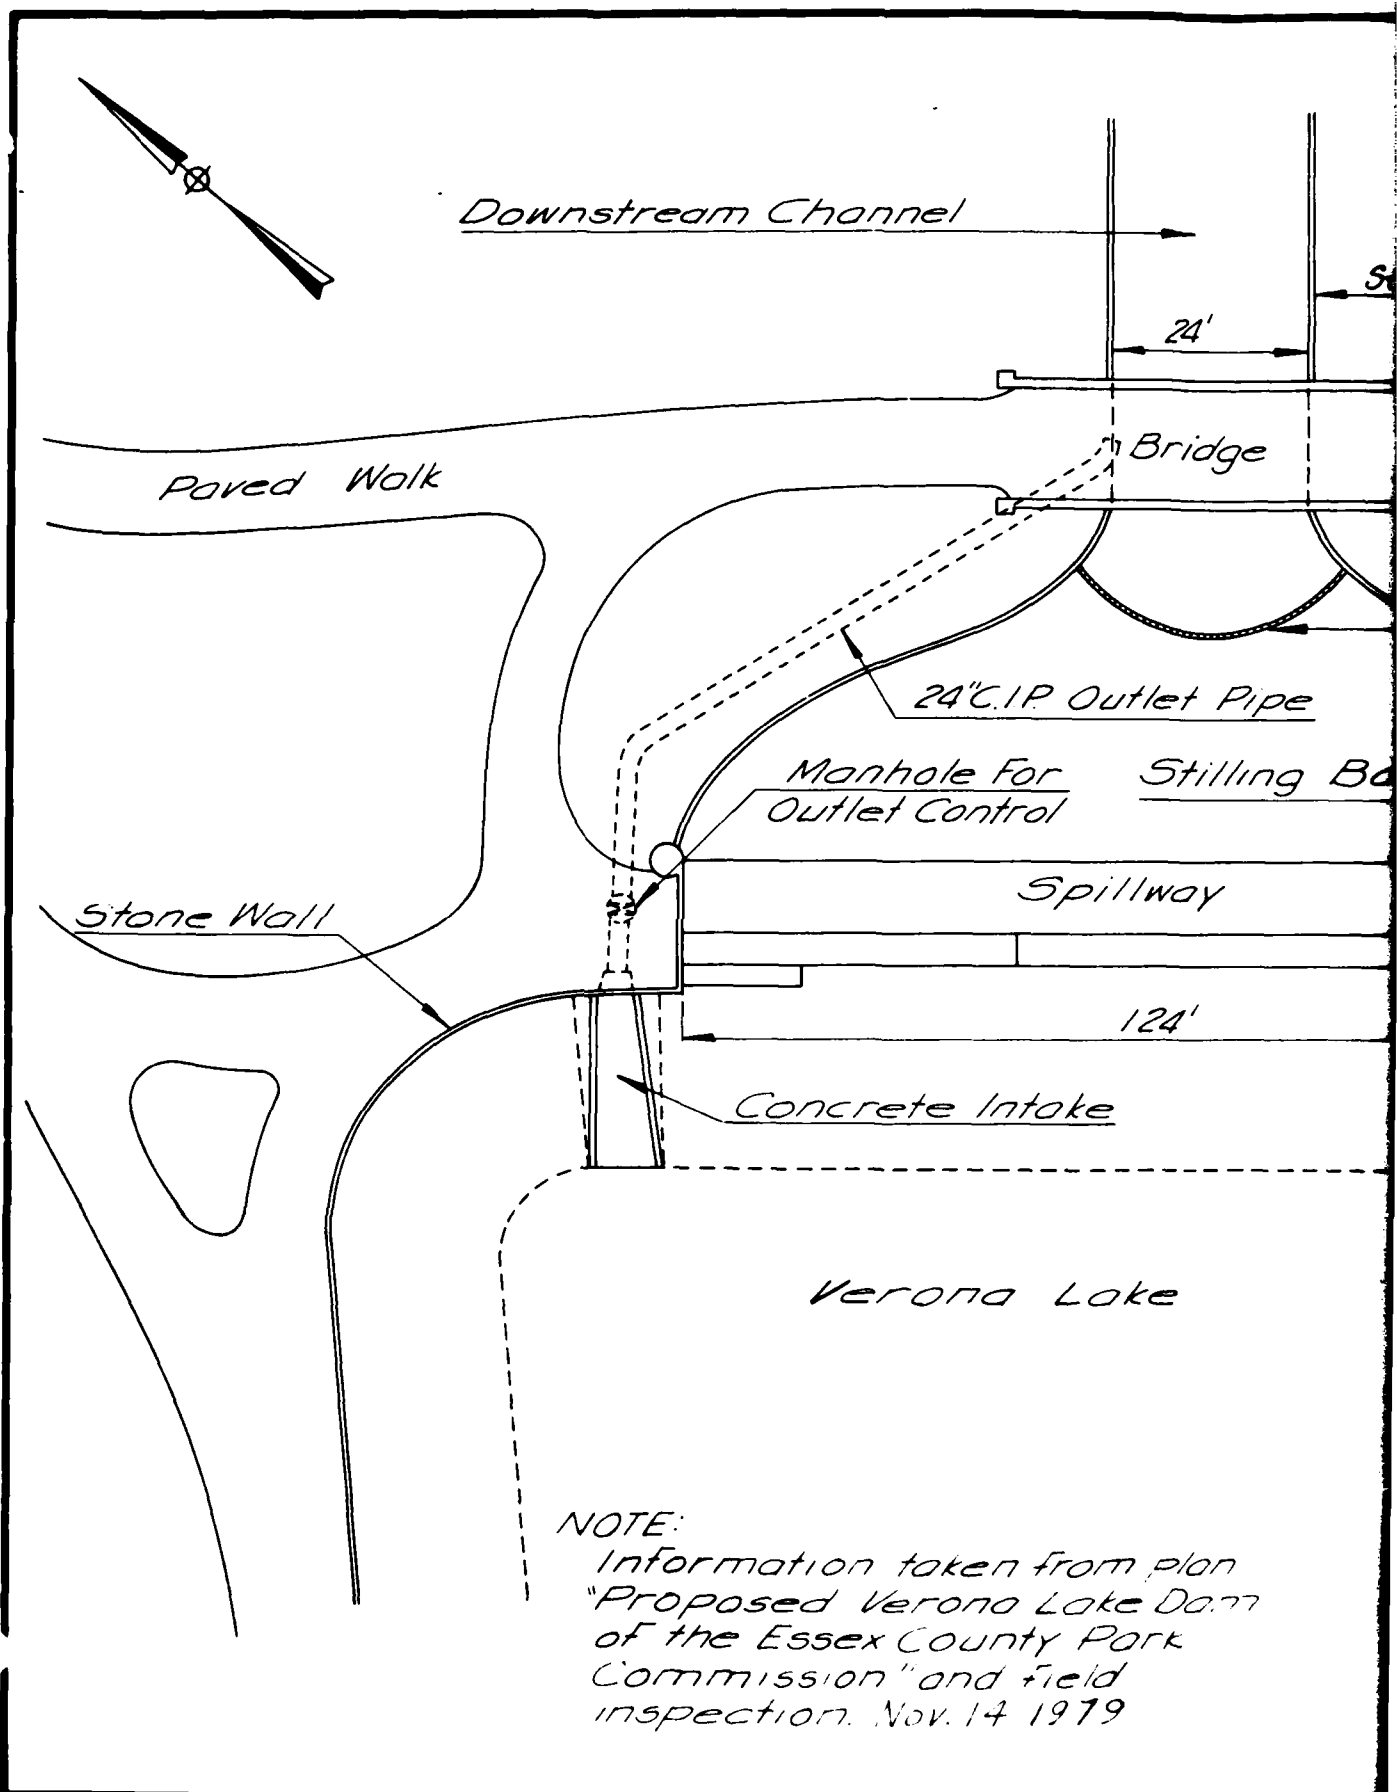 Downstream Channel
24'
Bridge
Paved Walk
24" C.I.P. Outlet Pipe
Manhole For
Outlet Control
Stilling
Spillway
Stone Wall
124'
Concrete Intake
Verona Lake
NOTE:
Information taken from plan
"Proposed Verona Lake Dam
of the Essex County Park
Commission" and field
inspection. Nov. 14 1979